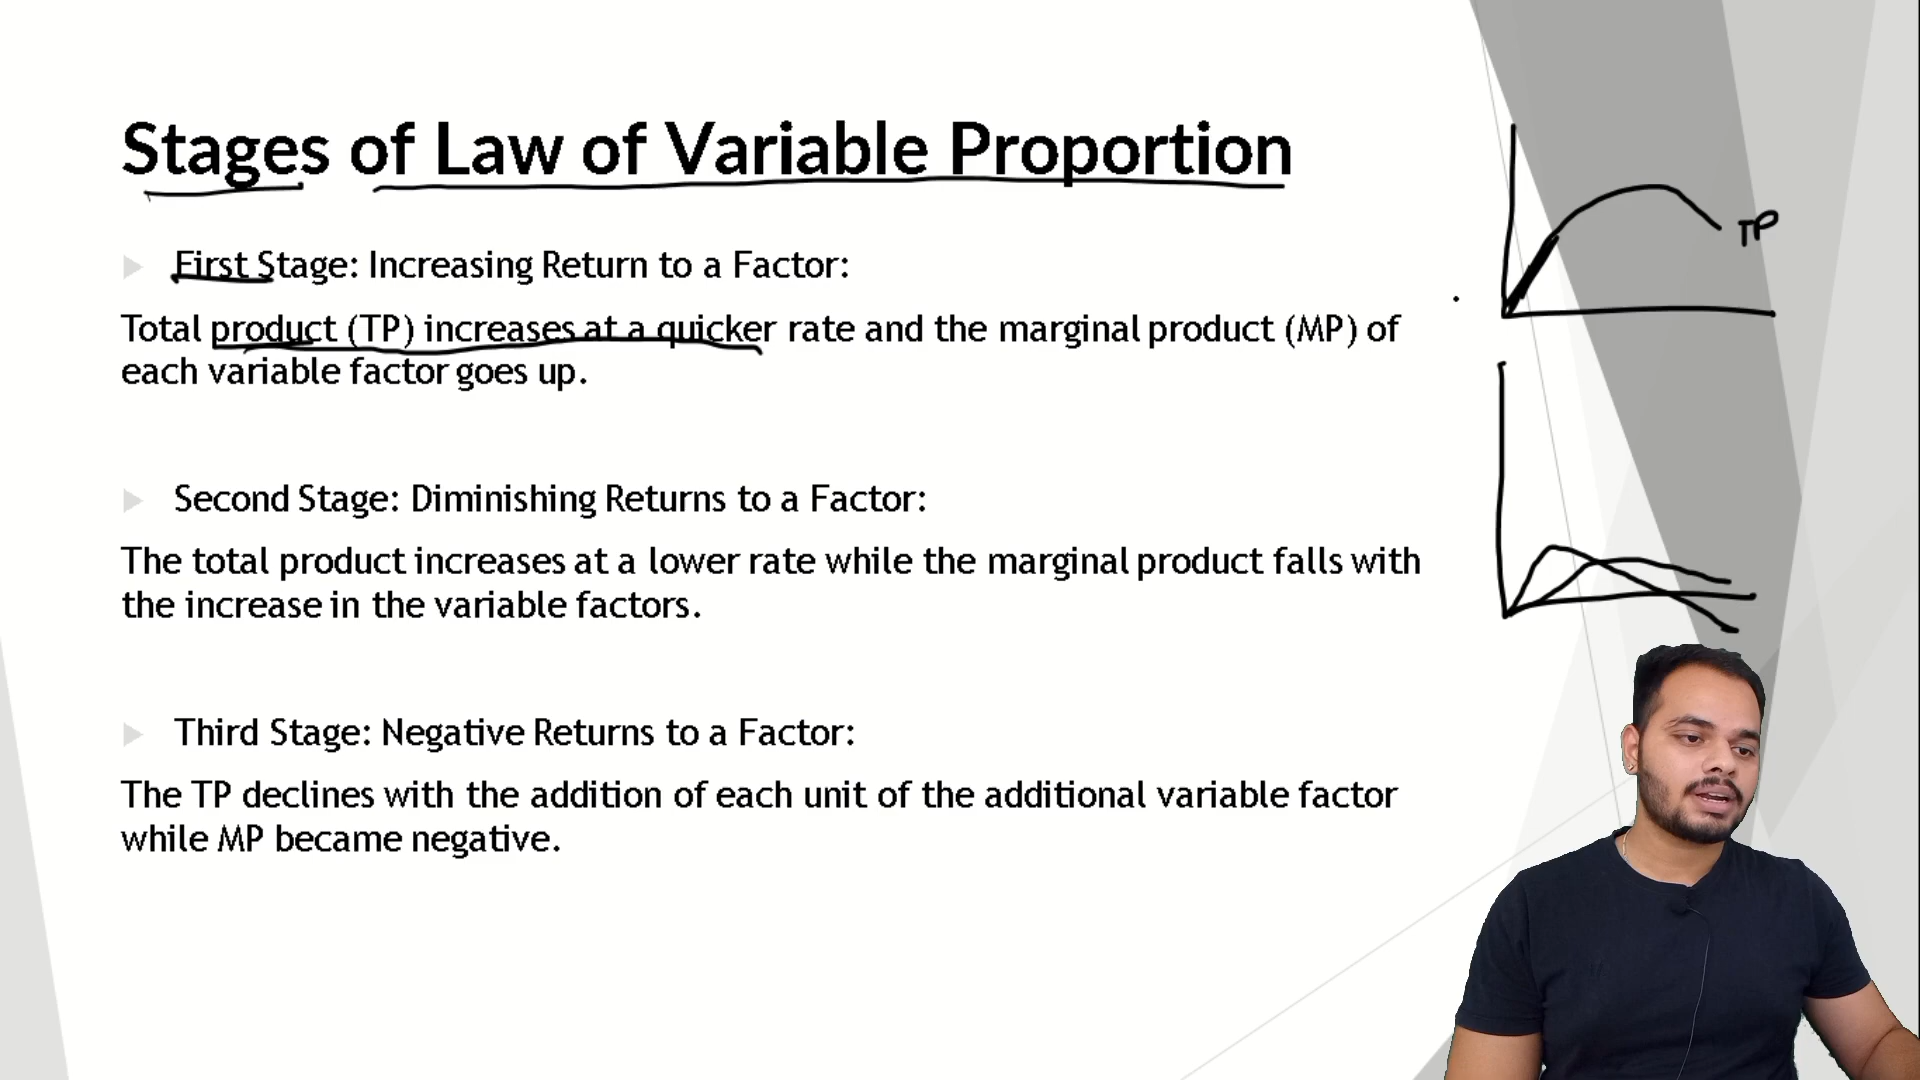 Stages of Law of Variable Proportion
First Stage: Increasing Return to a Factor:
Total product (TP) increases at a quicker rate and the marginal product (MP) of
each variable factor goes up.
Second Stage: Diminishing Returns to a Factor:
The total product increases at a lower rate while the marginal product falls with
the increase in the variable factors.
Third Stage: Negative Returns to a Factor:
The TP declines with the addition of each unit of the additional variable factor
while MP became negative.
TP